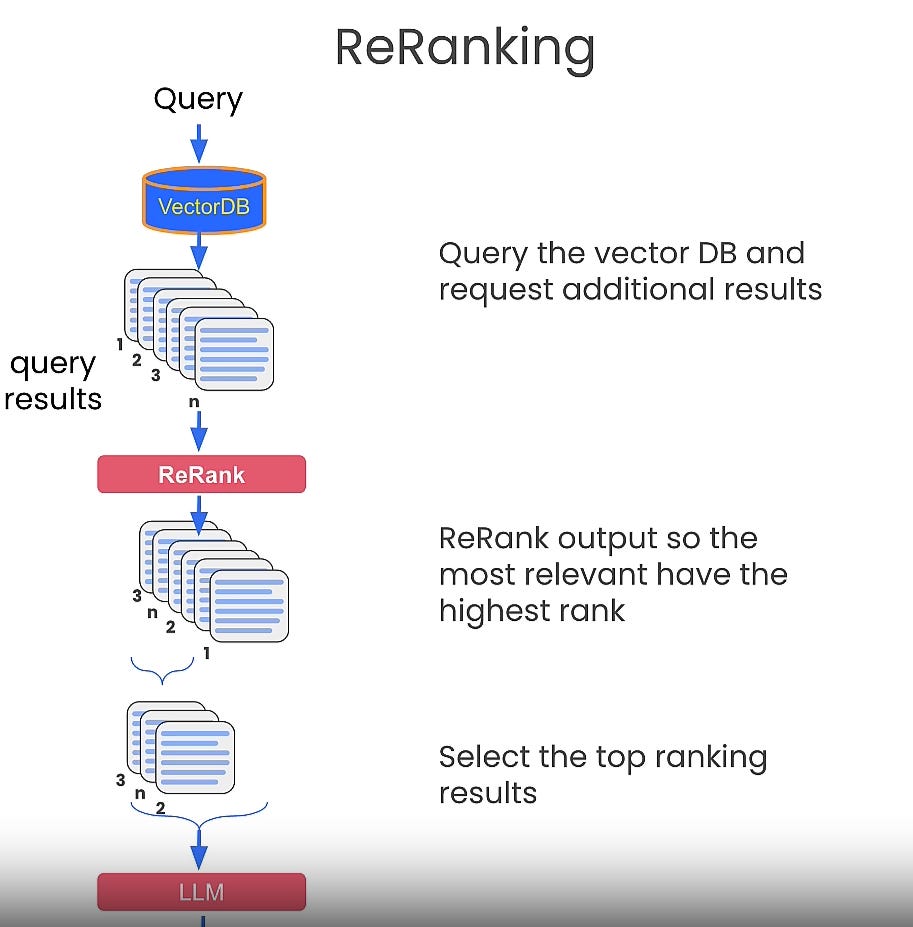 ReRanking
Query
VectorDB
Query the vector DB and
request additional results
1
2
3
n
query
results
ReRank
ReRank output so the
most relevant have the
highest rank
3
n
2
1
Select the top ranking
results
3
n
2
LLM